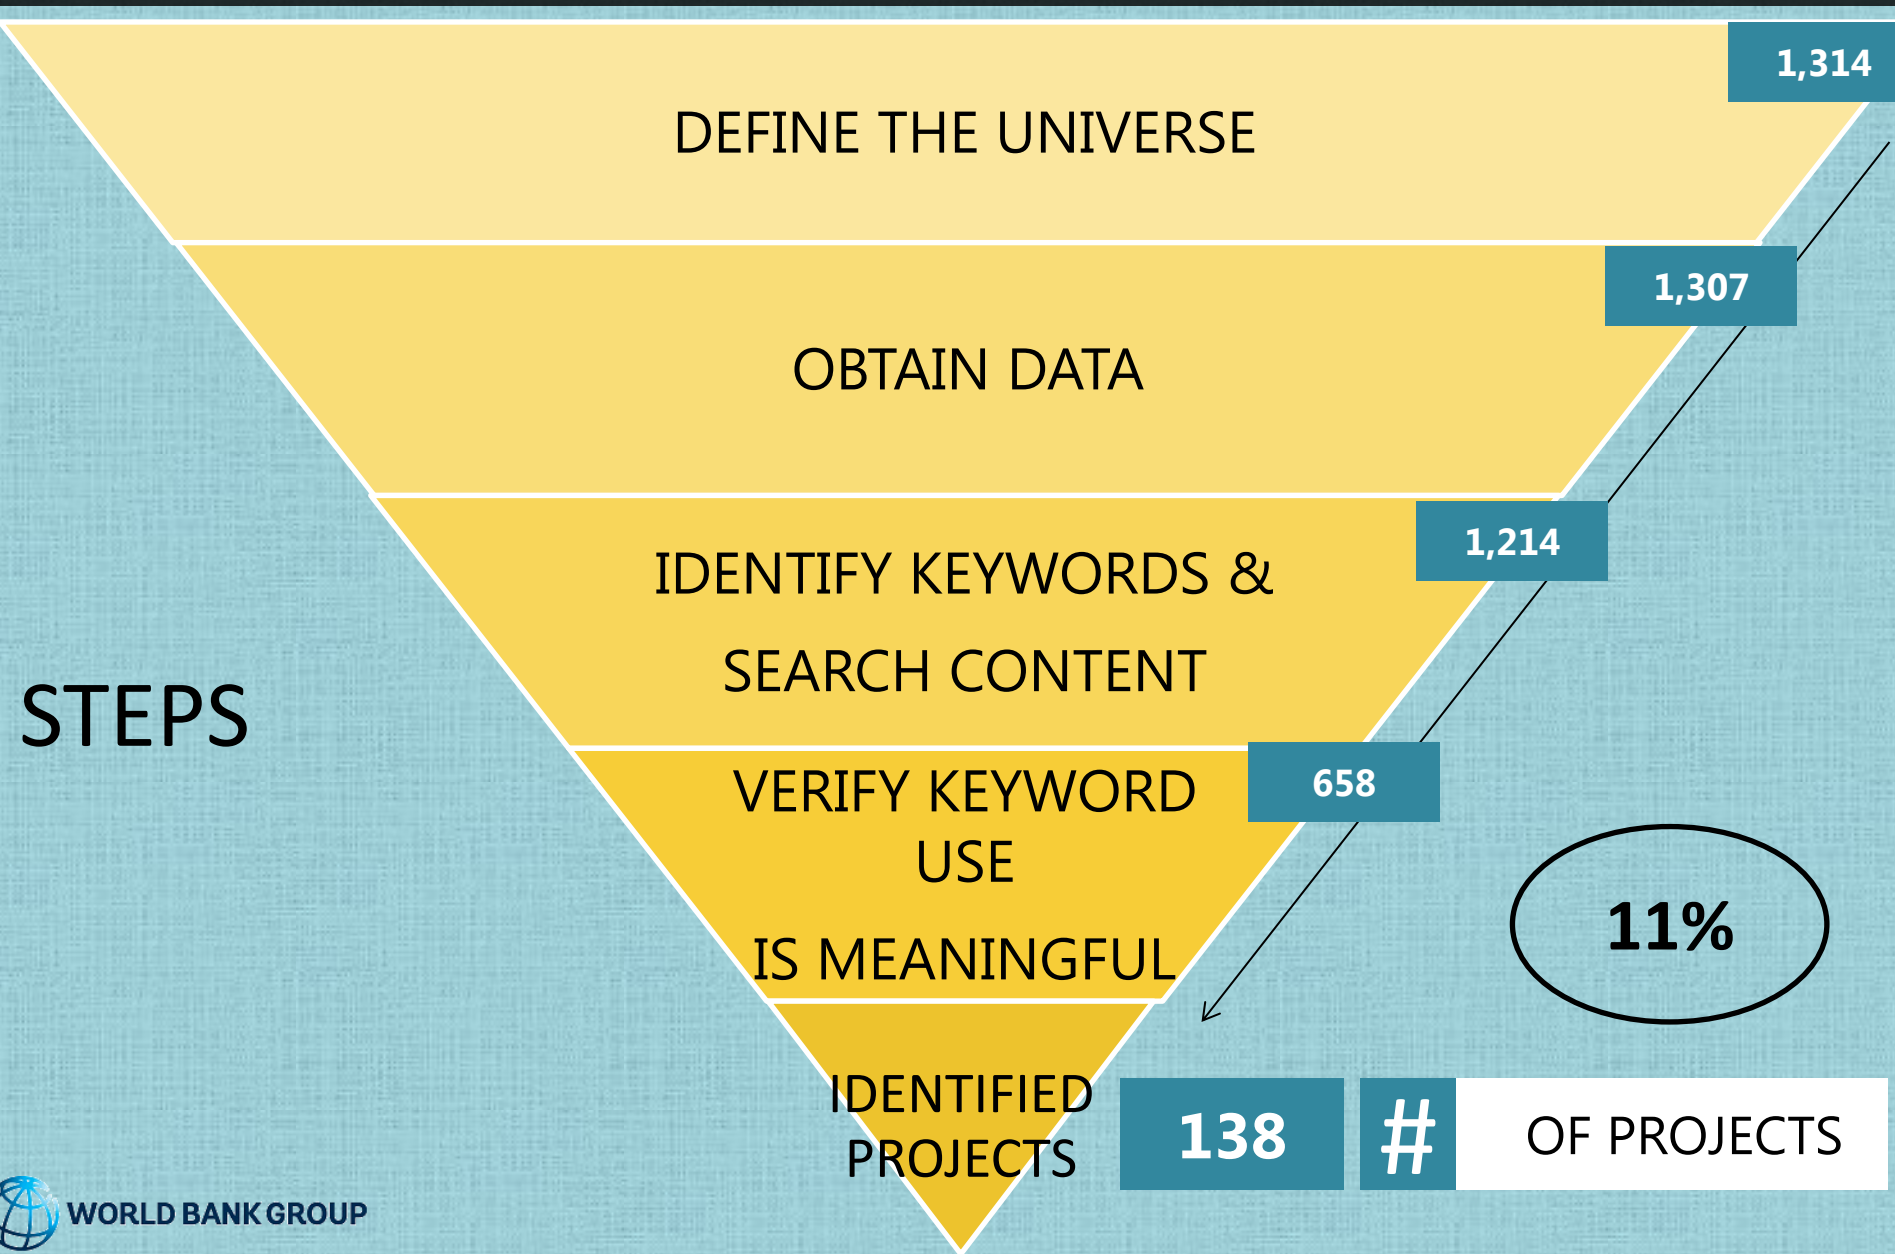 1,314
DEFINE THE UNIVERSE
1,307
OBTAIN DATA
1,214
IDENTIFY KEYWORDS &
SEARCH CONTENT
STEPS
658
VERIFY KEYWORD
USE
IS MEANINGFUL
11%
IDENTIFIED
PROJECTS
138
# OF PROJECTS
WORLD BANK GROUP